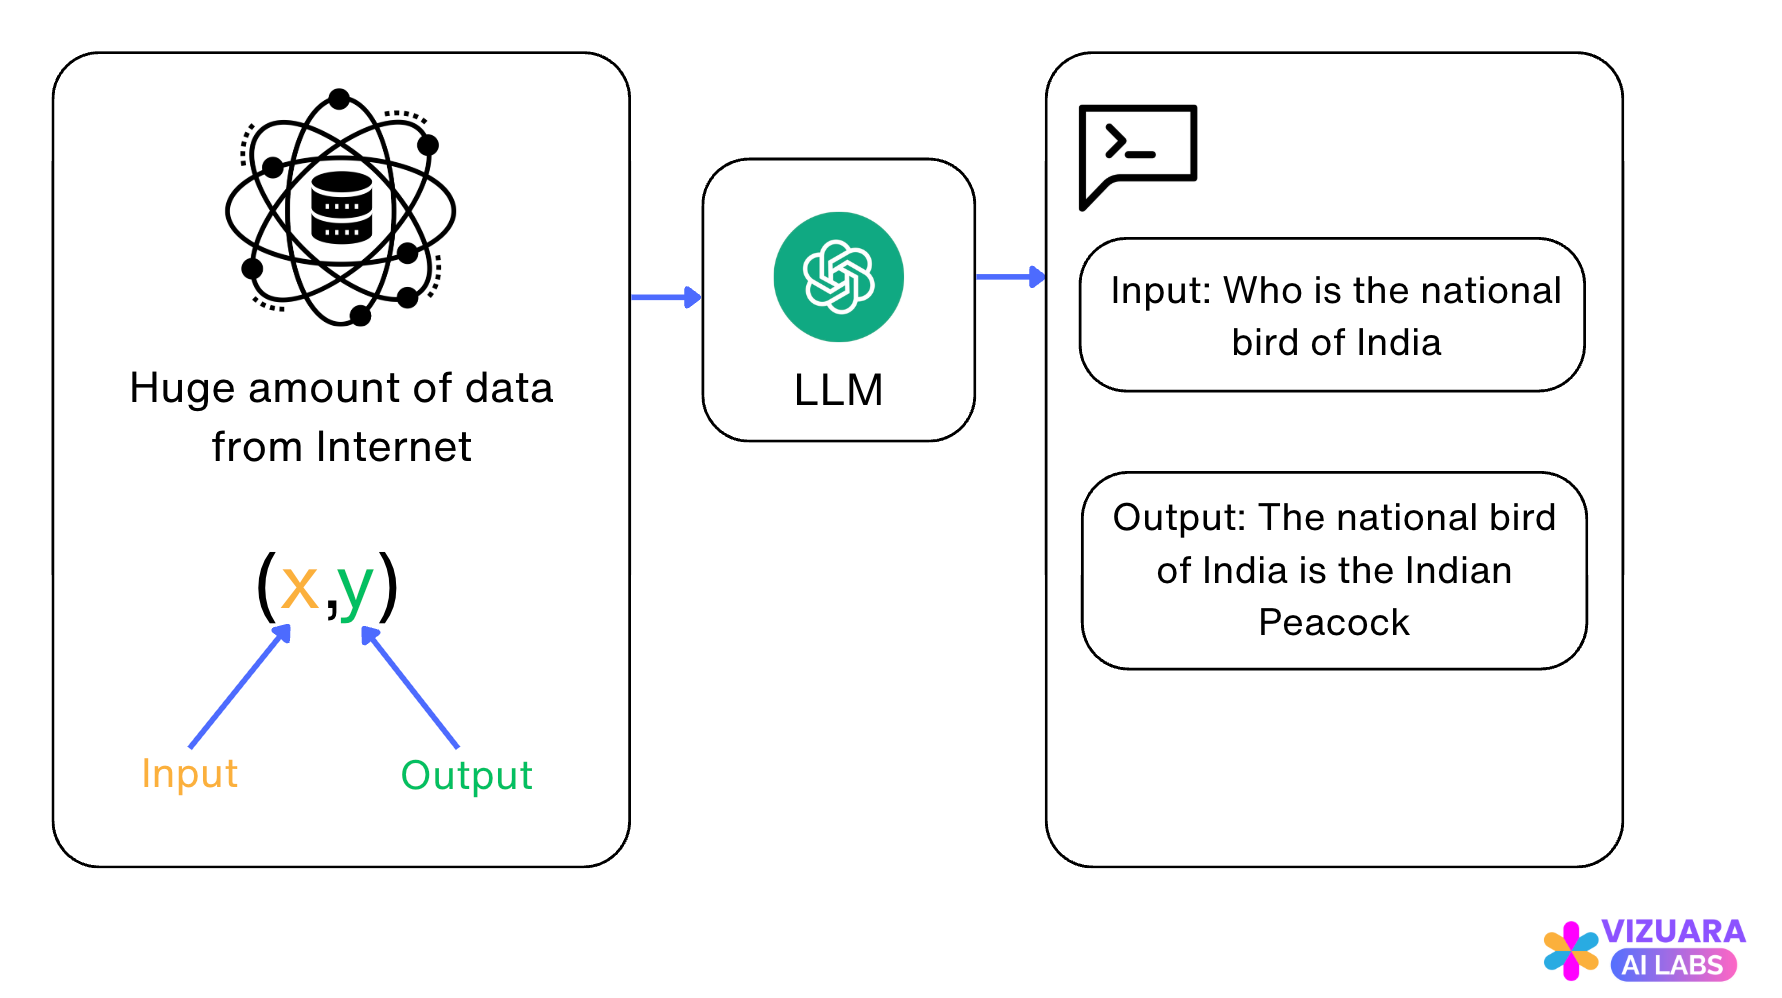 Huge amount of data
from Internet
(x,y)
Input
Output
LLM
>_
Input: Who is the national
bird of India
Output: The national bird
of India is the Indian
Peacock
VIZUARA
AI LABS